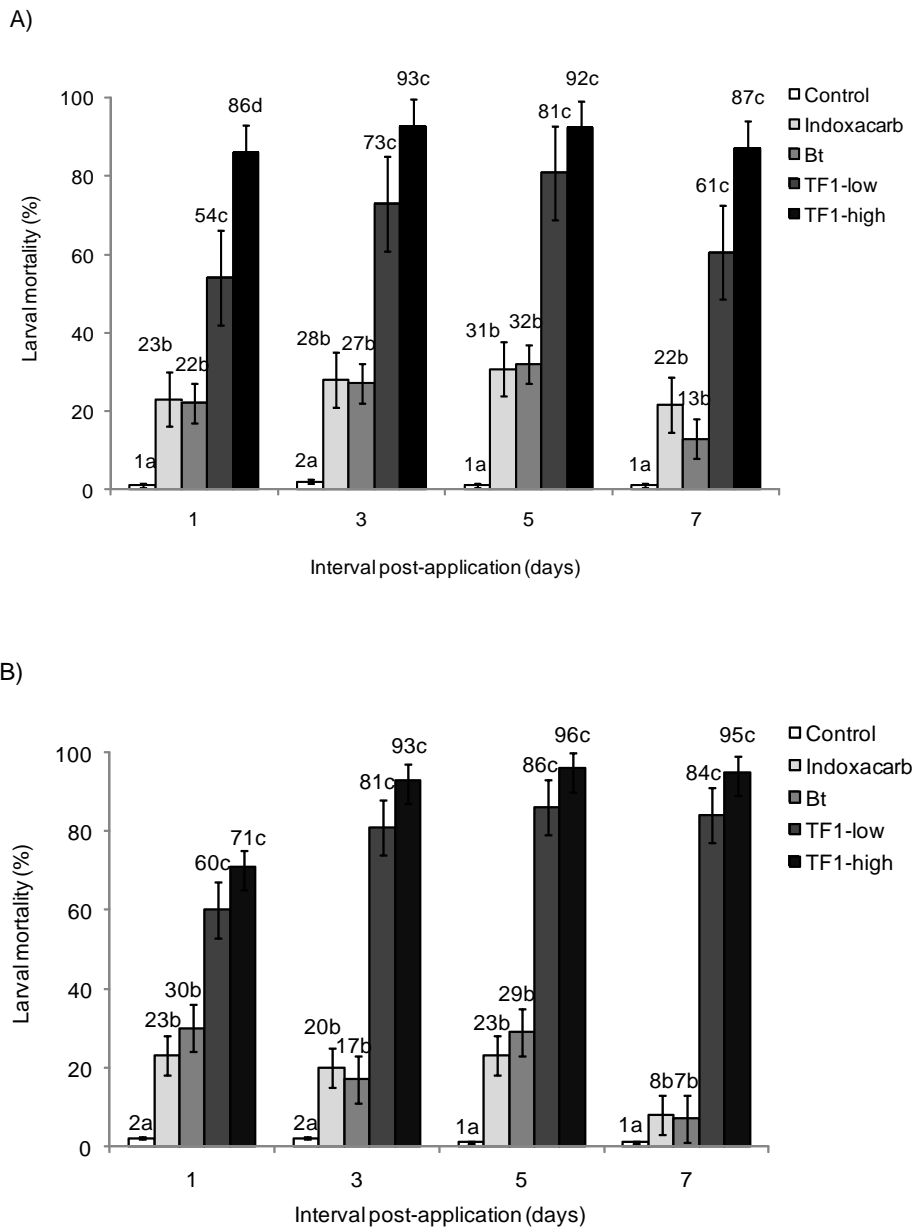 A)
Larval mortality (%)
100
80
60
40
20
0
1a
23b
22b
54c
86d
2a
28b
27b
73c
93c
1a
31b
32b
81c
92c
1a
22b
13b
61c
87c
1
3
5
7
Interval post-application (days)
Control
Indoxacarb
Bt
TF1-low
TF1-high
B)
Larval mortality (%)
100
80
60
40
20
0
2a
23b
30b
60c
71c
2a
20b
17b
81c
93c
1a
23b
29b
86c
96c
1a
8b
7b
84c
95c
1
3
5
7
Interval post-application (days)
Control
Indoxacarb
Bt
TF1-low
TF1-high